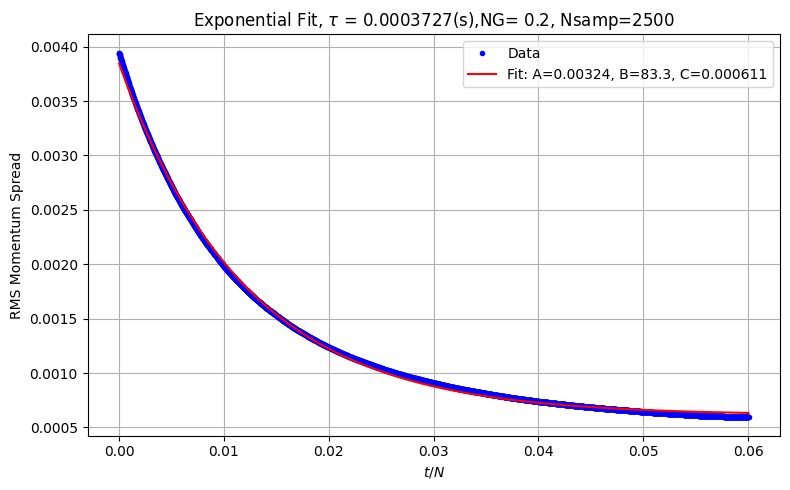 Exponential Fit, τ = 0.0003727(s),NG= 0.2, Nsamp=2500
Data
Fit: A=0.00324, B=83.3, C=0.000611
RMS Momentum Spread
0.0040
0.0035
0.0030
0.0025
0.0020
0.0015
0.0010
0.0005
0.00 0.01 0.02 0.03 0.04 0.05 0.06
t/N